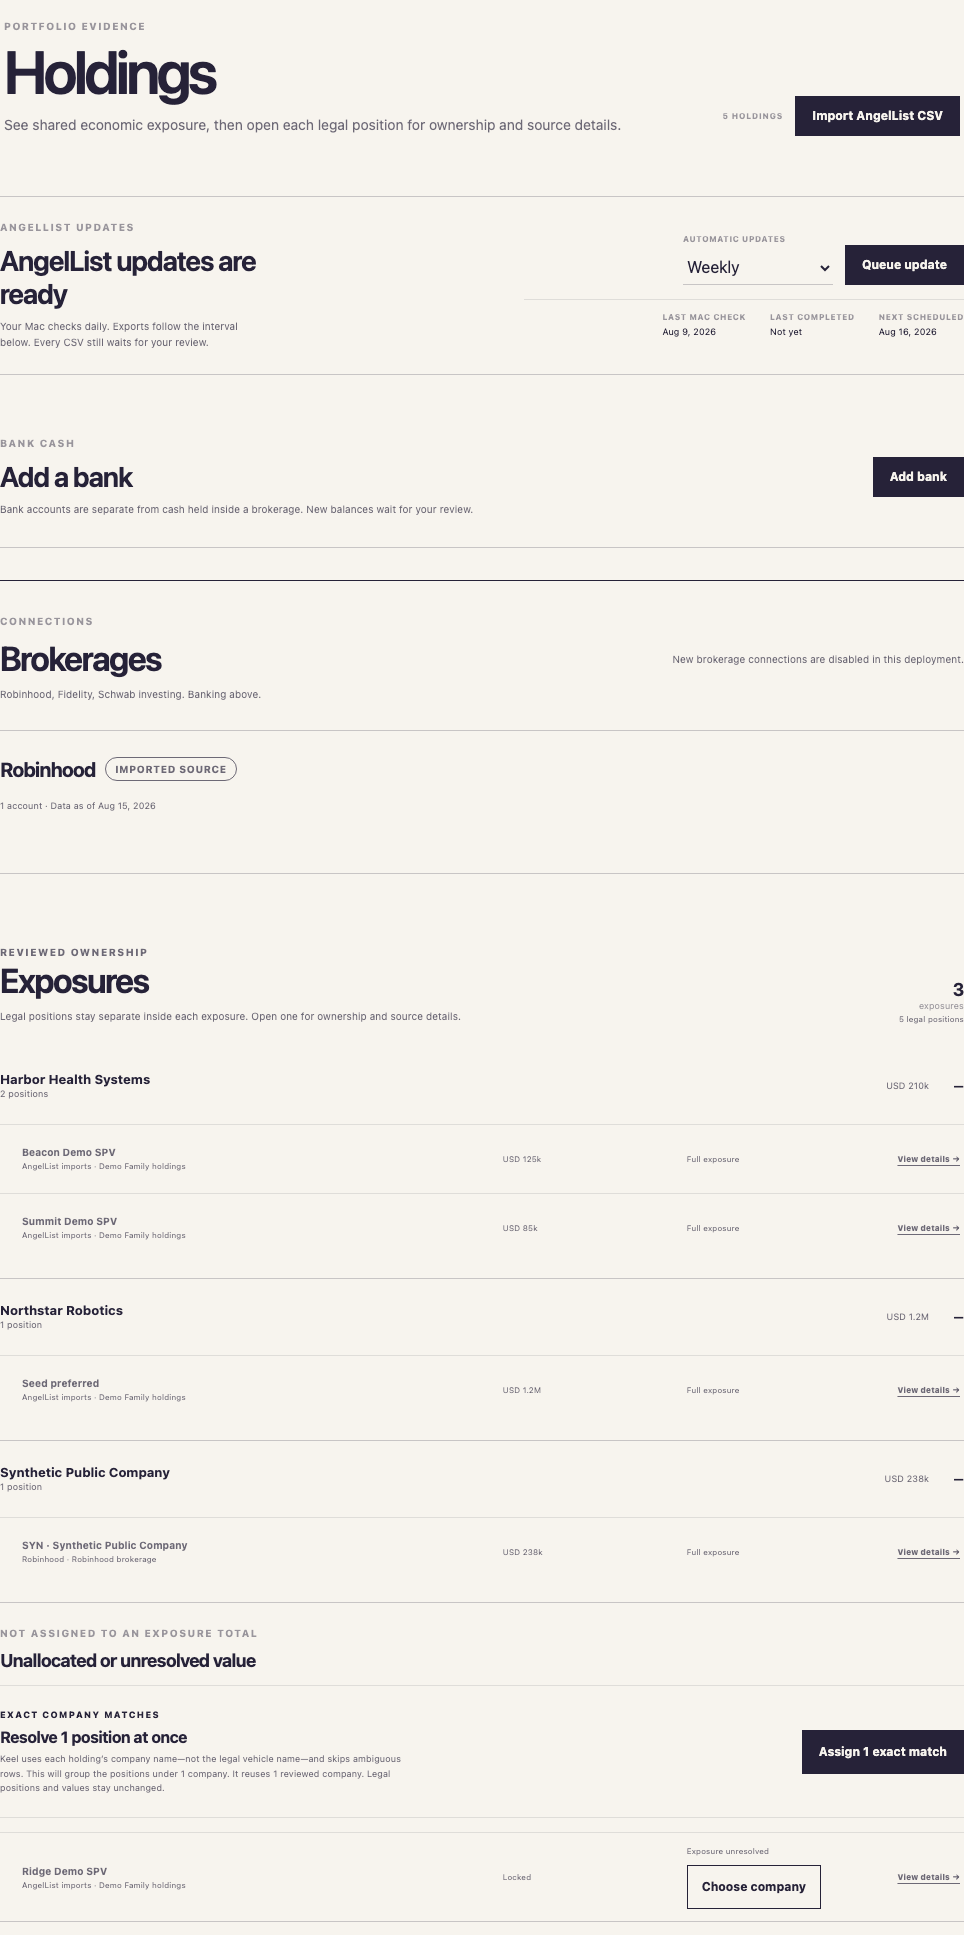 PORTFOLIO EVIDENCE
Holdings
See shared economic exposure, then open each legal position for ownership and source details.
5 HOLDINGS
Import AngelList CSV
ANGELLIST UPDATES
AngelList updates are
ready
Your Mac checks daily. Exports follow the interval
below. Every CSV still waits for your review.
AUTOMATIC UPDATES
Weekly
Queue update
LAST MAC CHECK
Aug 9, 2026
LAST COMPLETED
Not yet
NEXT SCHEDULED
Aug 16, 2026
BANK CASH
Add a bank
Bank accounts are separate from cash held inside a brokerage. New balances wait for your review.
Add bank
CONNECTIONS
Brokerages
Robinhood, Fidelity, Schwab investing. Banking above.
New brokerage connections are disabled in this deployment.
Robinhood
IMPORTED SOURCE
1 account · Data as of Aug 15, 2026
REVIEWED OWNERSHIP
Exposures
Legal positions stay separate inside each exposure. Open one for ownership and source details.
3
exposures
5 legal positions
Harbor Health Systems
2 positions
USD 210k
—
Beacon Demo SPV
AngelList imports · Demo Family holdings
USD 125k
Full exposure
View details →
Summit Demo SPV
AngelList imports · Demo Family holdings
USD 85k
Full exposure
View details →
Northstar Robotics
1 position
USD 1.2M
—
Seed preferred
AngelList imports · Demo Family holdings
USD 1.2M
Full exposure
View details →
Synthetic Public Company
1 position
USD 238k
—
SYN · Synthetic Public Company
Robinhood · Robinhood brokerage
USD 238k
Full exposure
View details →
NOT ASSIGNED TO AN EXPOSURE TOTAL
Unallocated or unresolved value
EXACT COMPANY MATCHES
Resolve 1 position at once
Keel uses each holding's company name—not the legal vehicle name—and skips ambiguous
rows. This will group the positions under 1 company. It reuses 1 reviewed company. Legal
positions and values stay unchanged.
Assign 1 exact match
Ridge Demo SPV
AngelList imports · Demo Family holdings
Locked
Exposure unresolved
Choose company
View details →